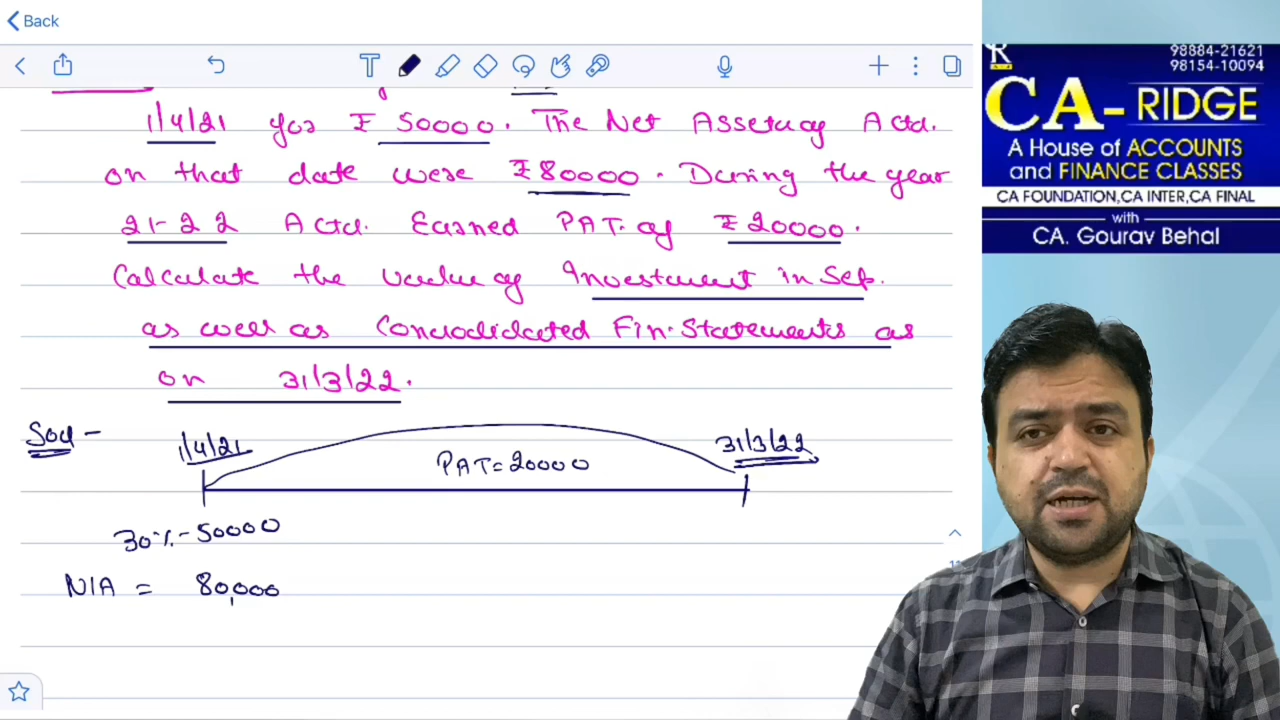 Back
1/4/21 for ₹ 50000. The Net Assets of A Ltd.
on that date were ₹80000. During the year
21-22 A Ltd. Earned PAT. of ₹20000.
Calculate the value of Investment in Sep.
as well as Consolidated Fin. Statements as
on 31/3/22.
Sol -
1/4/21
31/3/22
PAT = 20000
30% - 50000
N/A = 80,000
98884-21621
98154-10094
CA- RIDGE
A House of ACCOUNTS
and FINANCE CLASSES
CA FOUNDATION,CA INTER,CA FINAL
with
CA. Gourav Behal